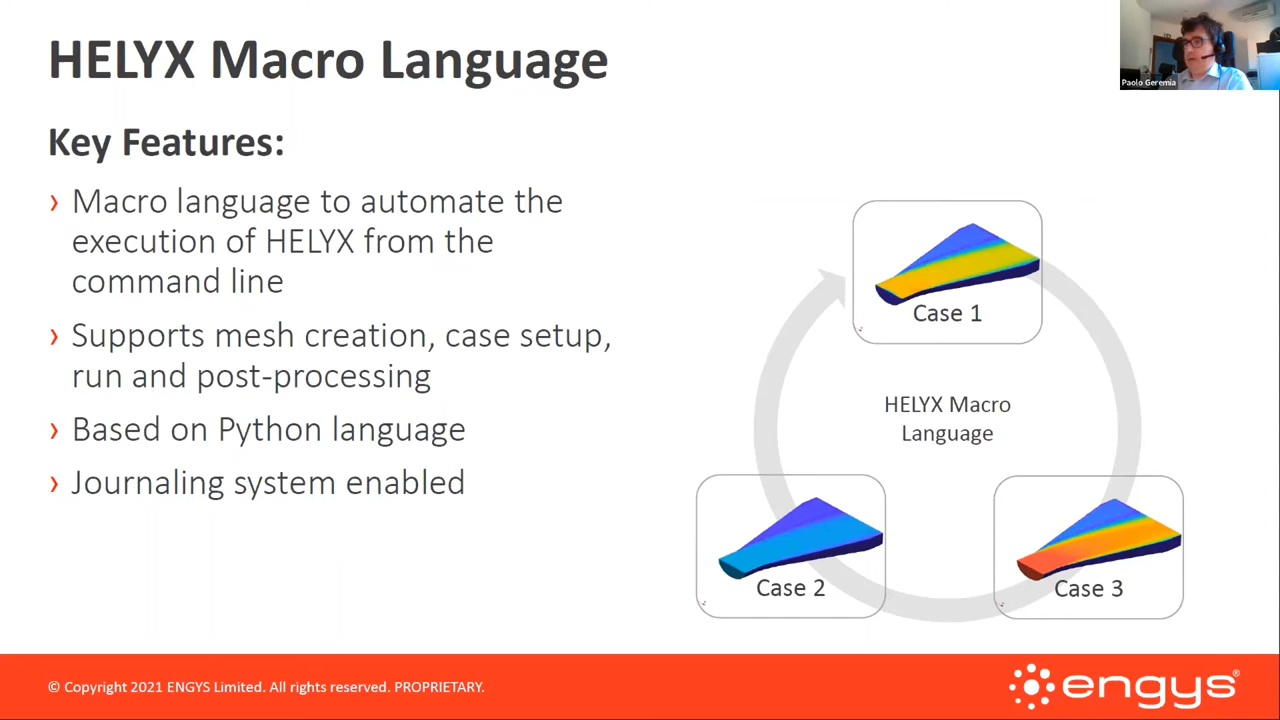 HELYX Macro Language
Paolo Geremia
Key Features:
› Macro language to automate the
execution of HELYX from the
command line
› Supports mesh creation, case setup,
run and post-processing
› Based on Python language
› Journaling system enabled
Case 1
HELYX Macro
Language
Case 2
Case 3
© Copyright 2021 ENGYS Limited. All rights reserved. PROPRIETARY.
engys®